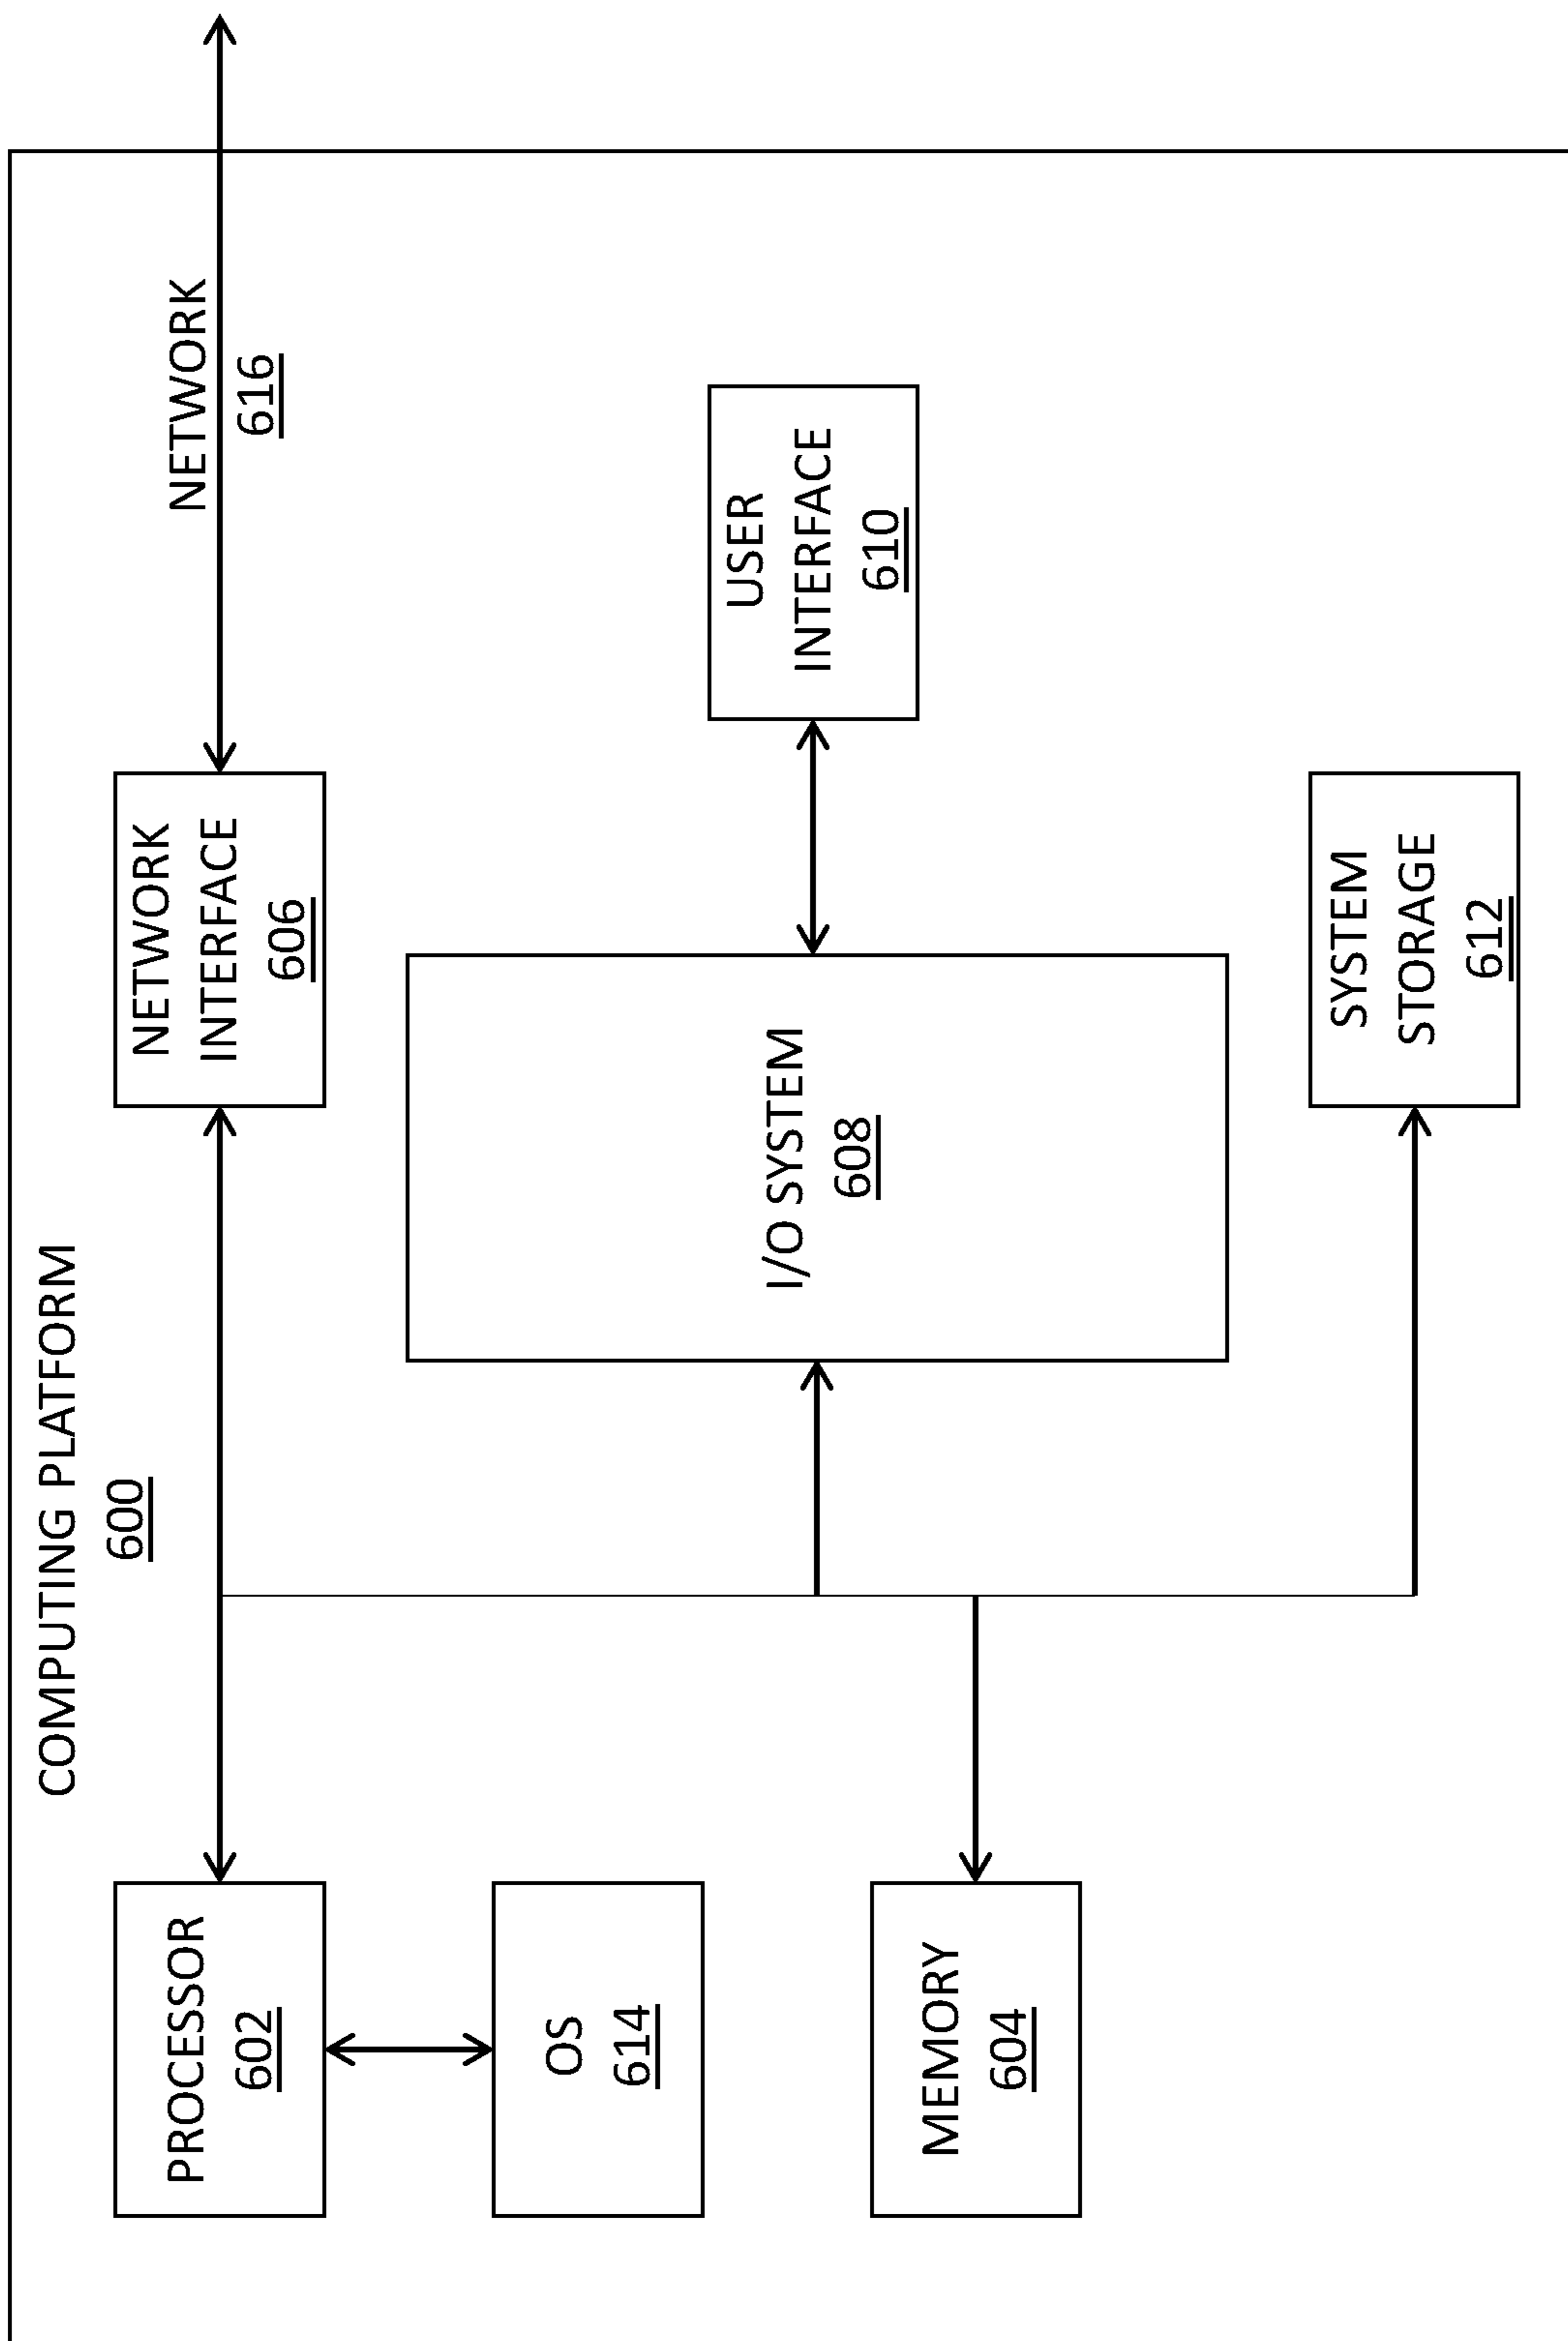 COMPUTING PLATFORM
600
PROCESSOR
602
NETWORK
INTERFACE
606
NETWORK
616
OS
614
I/O SYSTEM
608
USER
INTERFACE
610
MEMORY
604
SYSTEM
STORAGE
612